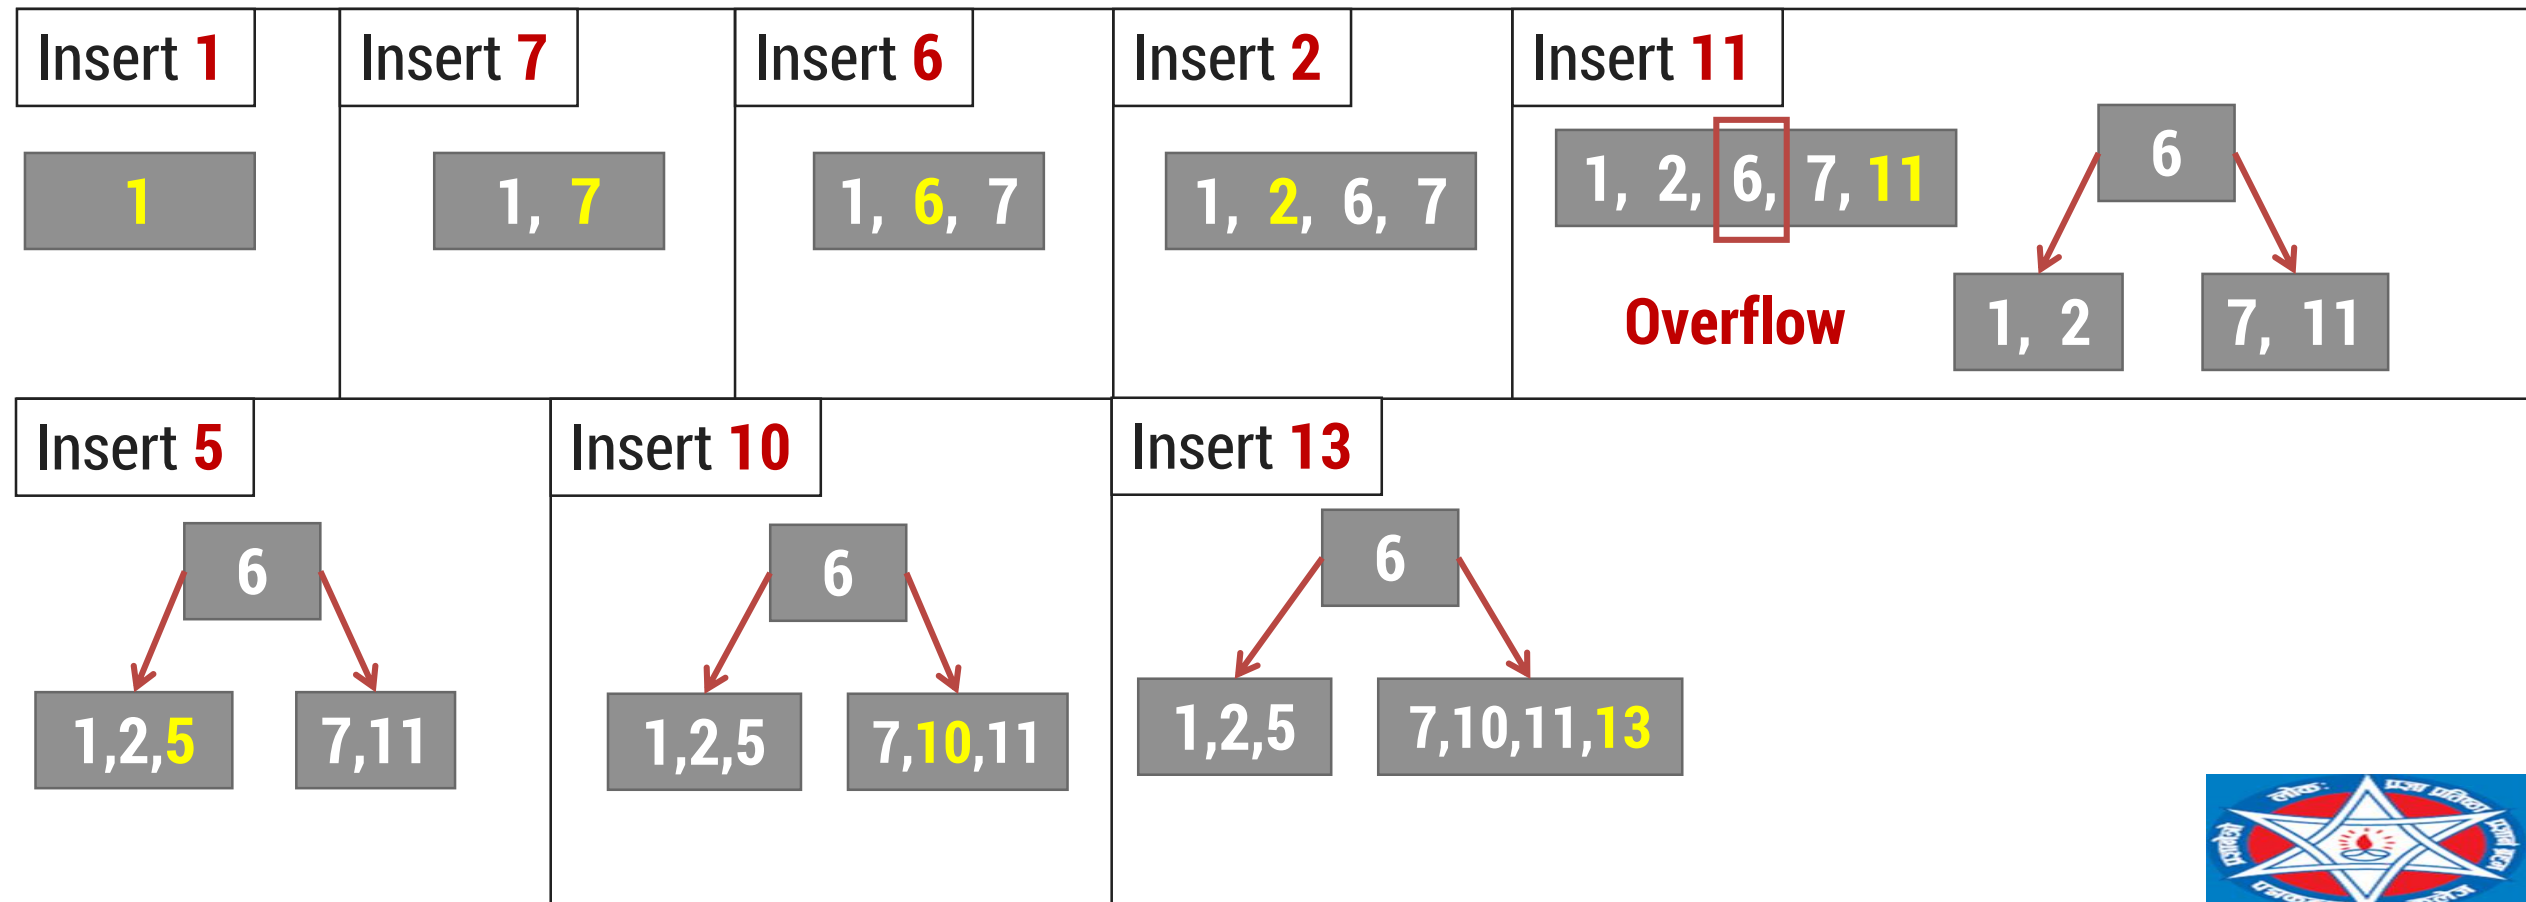 Insert 1
1
Insert 7
1, 7
Insert 6
1, 6, 7
Insert 2
1, 2, 6, 7
Insert 11
1, 2, 6, 7, 11
Overflow
6
1, 2
7, 11
Insert 5
6
1,2,5
7,11
Insert 10
6
1,2,5
7,10,11
Insert 13
6
1,2,5
7,10,11,13